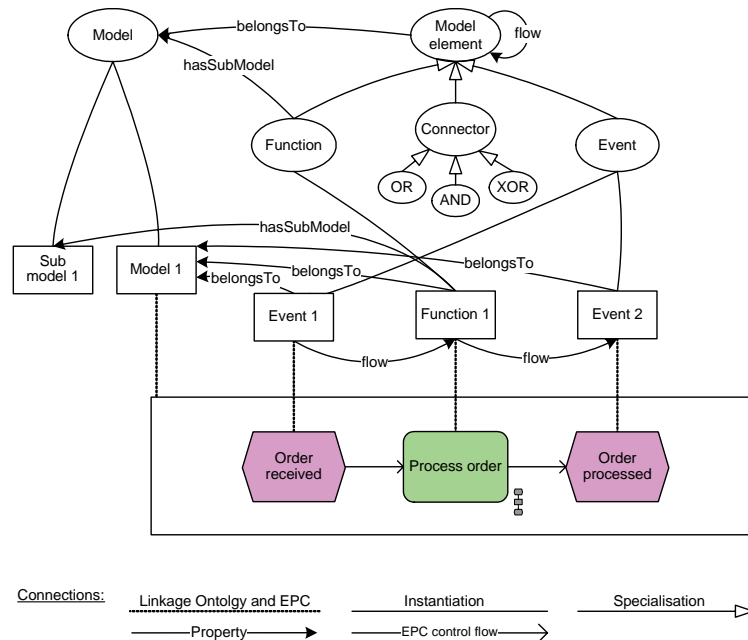 Model
belongsTo
Model
element
flow
hasSubModel
Function
Connector
Event
OR
AND
XOR
hasSubModel
Sub
model 1
Model 1
belongsTo
belongsTo
belongsTo
Event 1
Function 1
Event 2
flow
flow
Order
received
Process order
Order
processed
Connections:
Linkage Ontolgy and EPC
Instantiation
Specialisation
Property
EPC control flow